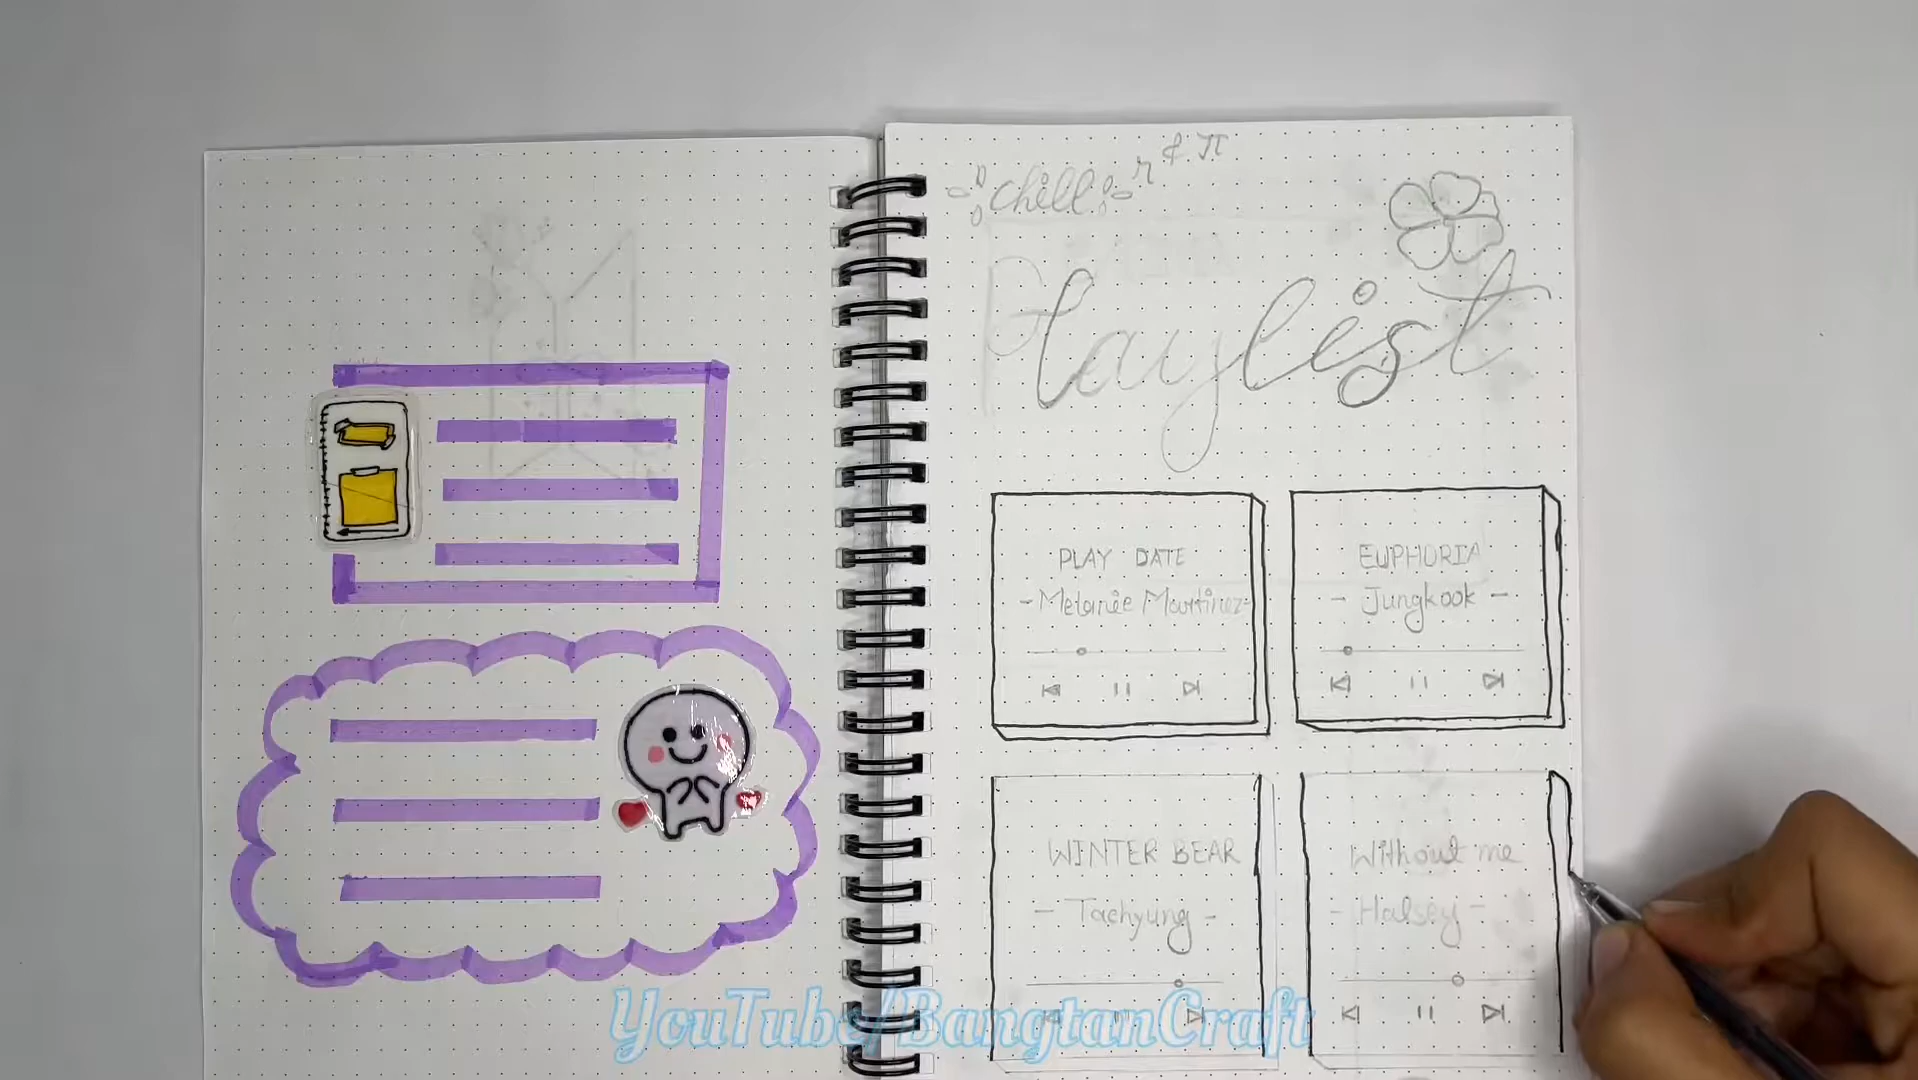 Chill
Playlist
PLAY DATE
- Melanie Martinez -
EUPHORIA
- Jungkook -
WINTER BEAR
- Taehyung -
Without me
- Halsey -
YouTube/BangtanCraft